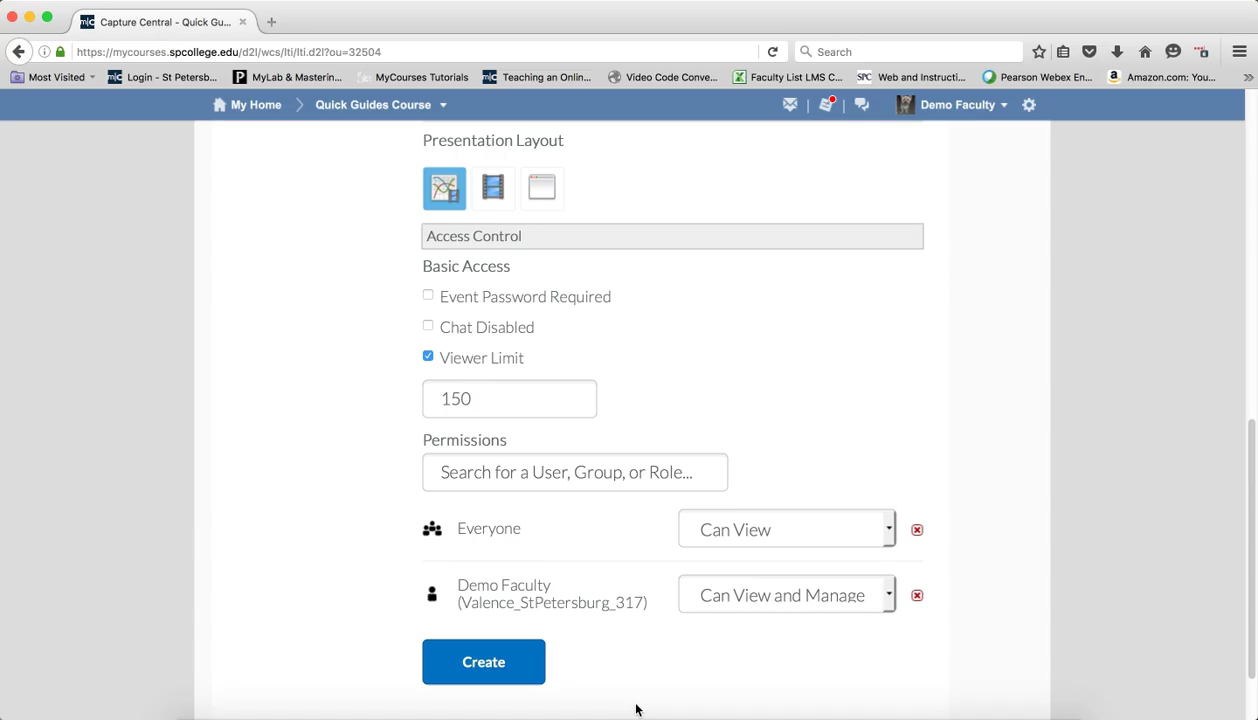 Capture Central - Quick Gu...
https://mycourses.spcollege.edu/d2l/wcs/lti/lti.d2l?ou=32504
Search
Most Visited
Login - St Petersb...
MyLab & Mastering...
MyCourses Tutorials
Teaching an Onlin...
Video Code Conve...
Faculty List LMS C...
Web and Instructi...
Pearson Webex En...
Amazon.com: You...
My Home
Quick Guides Course
Demo Faculty
Presentation Layout
Access Control
Basic Access
Event Password Required
Chat Disabled
Viewer Limit
150
Permissions
Search for a User, Group, or Role...
Everyone
Can View
Demo Faculty
(Valence_StPetersburg_317)
Can View and Manage
Create